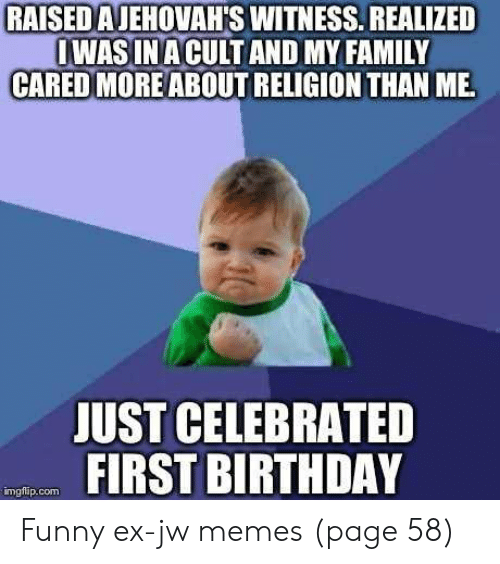 RAISED A JEHOVAH'S WITNESS. REALIZED
I WAS IN A CULT AND MY FAMILY
CARED MORE ABOUT RELIGION THAN ME.
JUST CELEBRATED
FIRST BIRTHDAY
imgflip.com
Funny ex-jw memes (page 58)